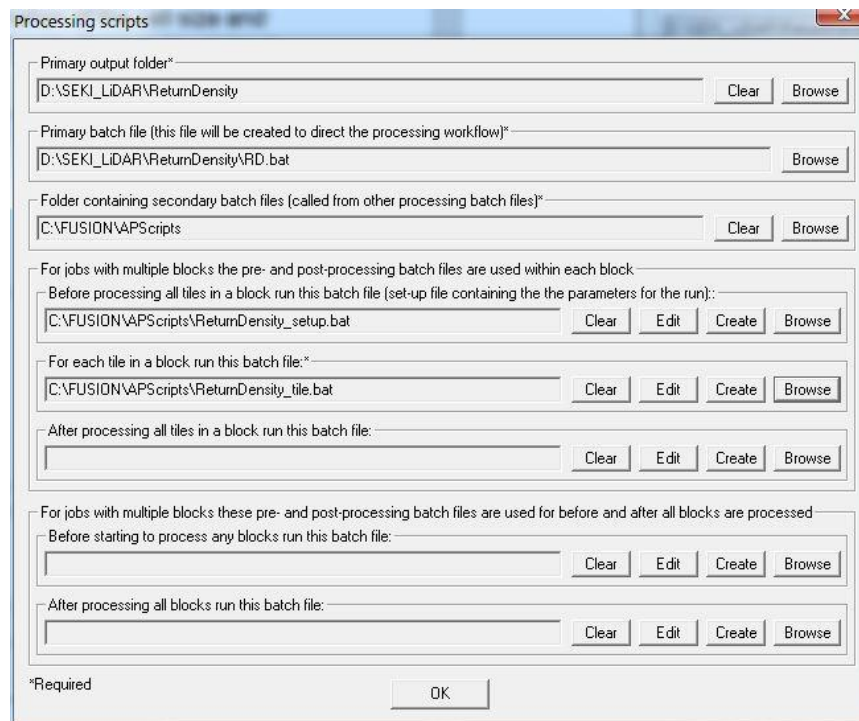 size and
Processing scripts
Primary output folder*
D:\SEKI_LiDAR\ReturnDensity Clear Browse
Primary batch file (this file will be created to direct the processing workflow)*
D:\SEKI_LiDAR\ReturnDensity\RD.bat Browse
Folder containing secondary batch files (called from other processing batch files)*
C:\FUSION\APScripts Clear Browse
For jobs with multiple blocks the pre- and post-processing batch files are used within each block
Before processing all tiles in a block run this batch file (set-up file containing the the parameters for the run)::
C:\FUSION\APScripts\ReturnDensity_setup.bat Clear Edit Create Browse
For each tile in a block run this batch file:*
C:\FUSION\APScripts\ReturnDensity_tile.bat Clear Edit Create Browse
After processing all tiles in a block run this batch file:
Clear Edit Create Browse
For jobs with multiple blocks these pre- and post-processing batch files are used for before and after all blocks are processed
Before starting to process any blocks run this batch file:
Clear Edit Create Browse
After processing all blocks run this batch file:
Clear Edit Create Browse
*Required OK